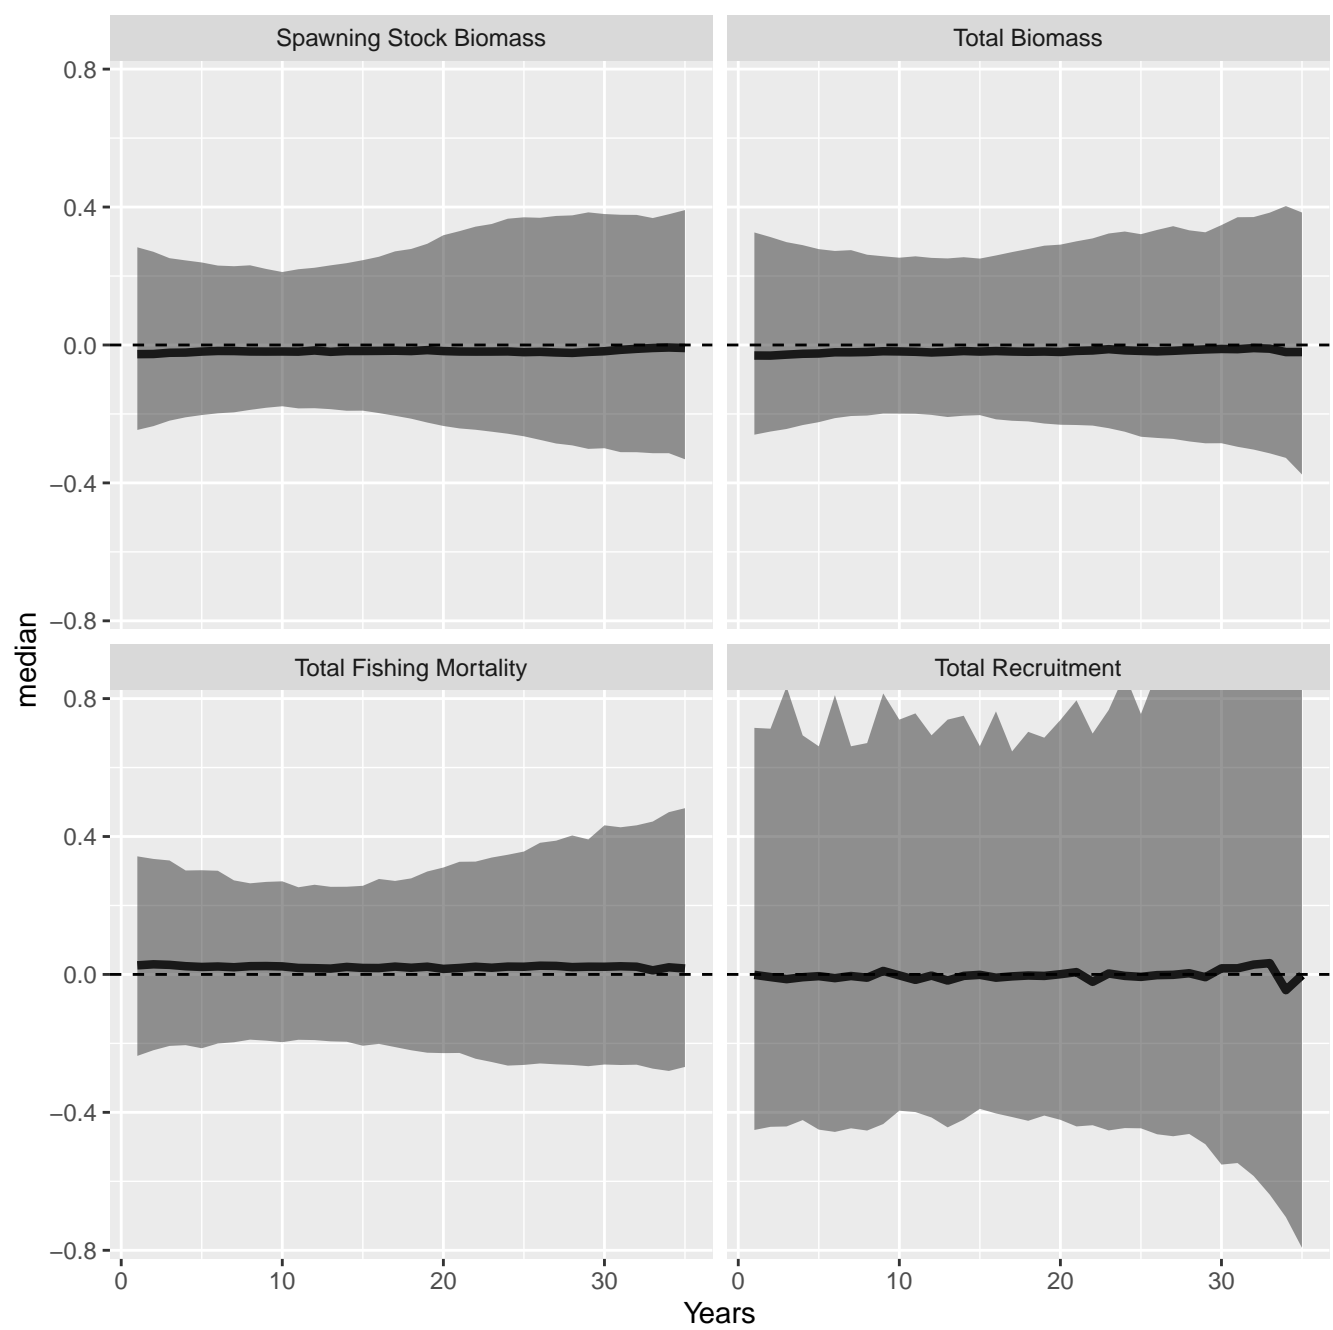 Spawning Stock Biomass
Total Biomass
0.8
0.4
0.0
−0.4
−0.8
median
Total Fishing Mortality
Total Recruitment
0.8
0.4
0.0
−0.4
−0.8
0 10 20 30
0 10 20 30
Years